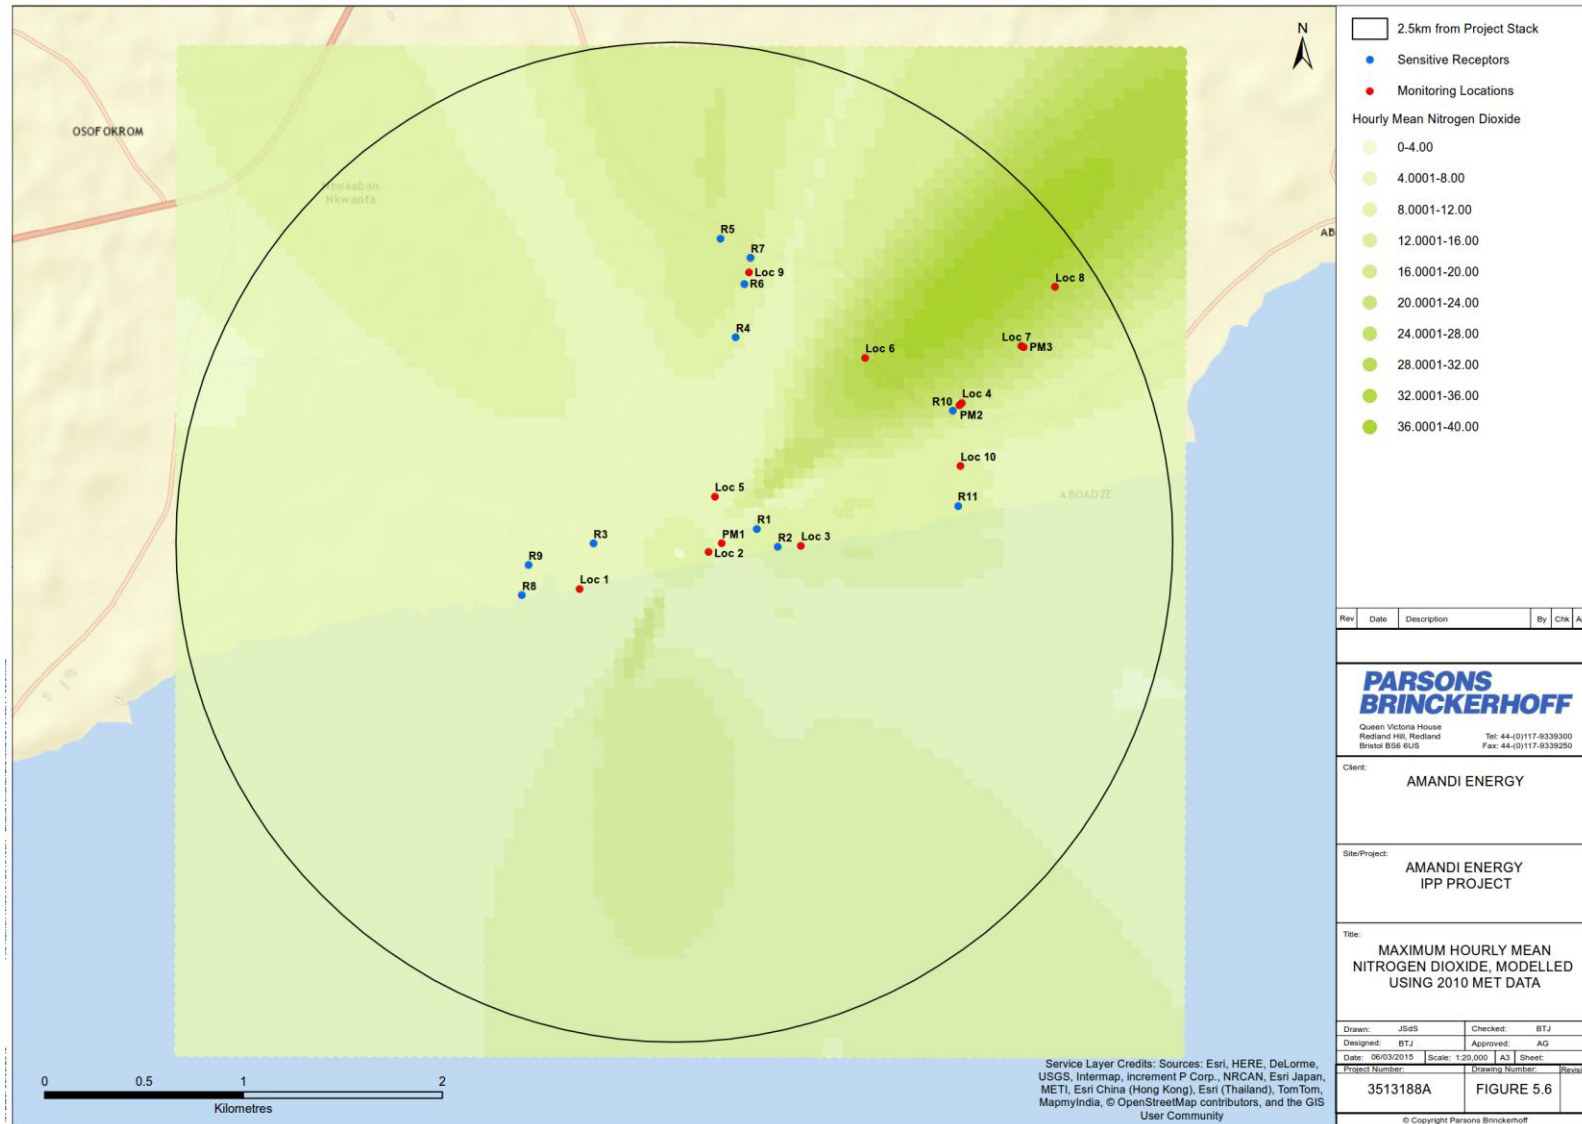 N
OSOFOKROM
Nkwanta
R5
R7
Loc 9
R6
R4
Loc 8
Loc 6
Loc 7
PM3
Loc 4
R10
PM2
Loc 10
ABOADZE
R11
Loc 5
R1
PM1
R3
R2
Loc 3
Loc 2
R9
Loc 1
R8
AB
0 0.5 1 2
Kilometres
Service Layer Credits: Sources: Esri, HERE, DeLorme,
USGS, Intermap, increment P Corp., NRCAN, Esri Japan,
METI, Esri China (Hong Kong), Esri (Thailand), TomTom,
MapmyIndia, © OpenStreetMap contributors, and the GIS
User Community
2.5km from Project Stack
Sensitive Receptors
Monitoring Locations
Hourly Mean Nitrogen Dioxide
0-4.00
4.0001-8.00
8.0001-12.00
12.0001-16.00
16.0001-20.00
20.0001-24.00
24.0001-28.00
28.0001-32.00
32.0001-36.00
36.0001-40.00
Rev Date Description By Chk
PARSONS
BRINCKERHOFF
Queen Victoria House
Redland Hill, Redland Tel: 44-(0)117-9339300
Bristol BS6 6US Fax: 44-(0)117-9339250
Client:
AMANDI ENERGY
Site/Project:
AMANDI ENERGY
IPP PROJECT
Title:
MAXIMUM HOURLY MEAN
NITROGEN DIOXIDE, MODELLED
USING 2010 MET DATA
Drawn: JSdS Checked: BTJ
Designed: BTJ Approved: AG
Date: 06/03/2015 Scale: 1:20,000 A3 Sheet:
Project Number: Drawing Number: Revis
3513188A FIGURE 5.6
© Copyright Parsons Brinckerhoff